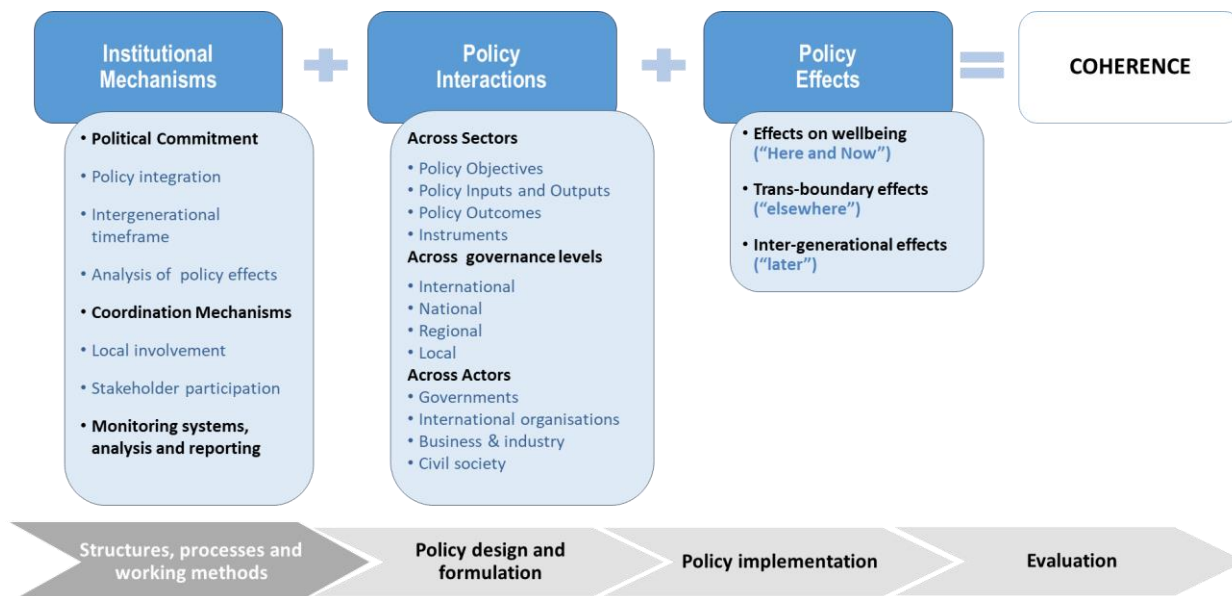 Institutional
Mechanisms
Policy
Interactions
Policy
Effects
COHERENCE
• Political Commitment
• Policy integration
• Intergenerational
timeframe
• Analysis of policy effects
• Coordination Mechanisms
• Local involvement
• Stakeholder participation
• Monitoring systems,
analysis and reporting
Across Sectors
• Policy Objectives
• Policy Inputs and Outputs
• Policy Outcomes
• Instruments
Across governance levels
• International
• National
• Regional
• Local
Across Actors
• Governments
• International organisations
• Business & industry
• Civil society
• Effects on wellbeing
("Here and Now")
• Trans-boundary effects
("elsewhere")
• Inter-generational effects
("later")
Structures, processes and
working methods
Policy design and
formulation
Policy implementation
Evaluation